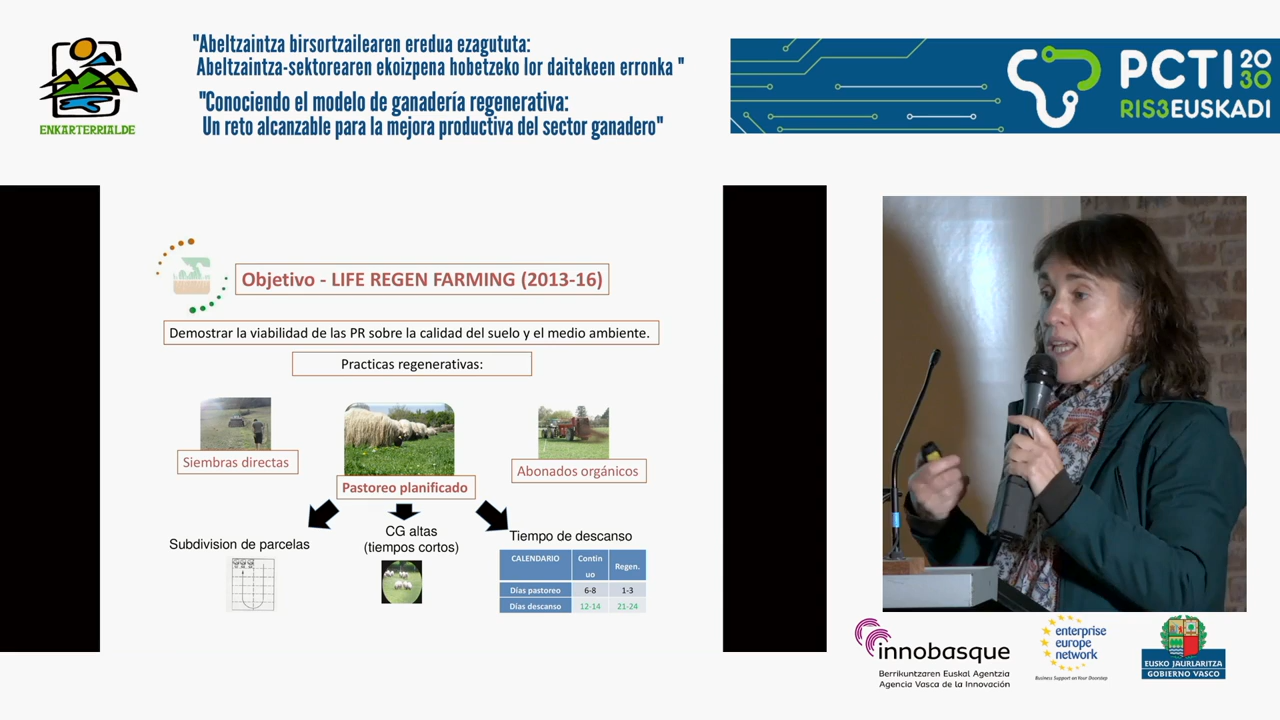 "Abeltzaintza birsortzailearen eredua ezagututa:
Abeltzaintza-sektorearen ekoizpena hobetzeko lor daitekeen erronka "
"Conociendo el modelo de ganadería regenerativa:
Un reto alcanzable para la mejora productiva del sector ganadero"
ENKARTERRIALDE
PCTI 2030
RIS3EUSKADI
Objetivo - LIFE REGEN FARMING (2013-16)
Demostrar la viabilidad de las PR sobre la calidad del suelo y el medio ambiente.
Practicas regenerativas:
Siembras directas
Pastoreo planificado
Abonados orgánicos
Subdivision de parcelas
CG altas
(tiempos cortos)
Tiempo de descanso
CALENDARIO Contin uo Regen.
Días pastoreo 6-8 1-3
Días descanso 12-14 21-24
innobasque
Berrikuntzaren Euskal Agentzia
Agencia Vasca de la Innovación
enterprise
europe
network
Business Support on Your Doorstep
EUSKO JAURLARITZA
GOBIERNO VASCO